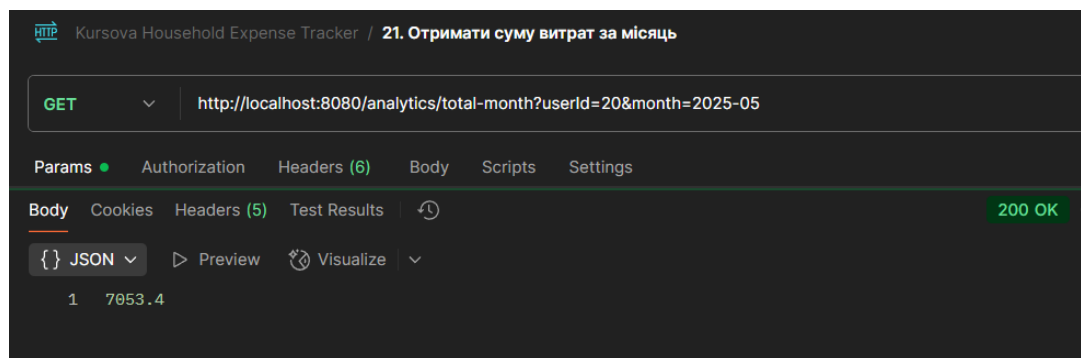 HTTP Kursova Household Expense Tracker / 21. Отримати суму витрат за місяць
GET http://localhost:8080/analytics/total-month?userId=20&month=2025-05
Params Authorization Headers (6) Body Scripts Settings
Body Cookies Headers (5) Test Results 200 OK
{} JSON Preview Visualize
1 7053.4